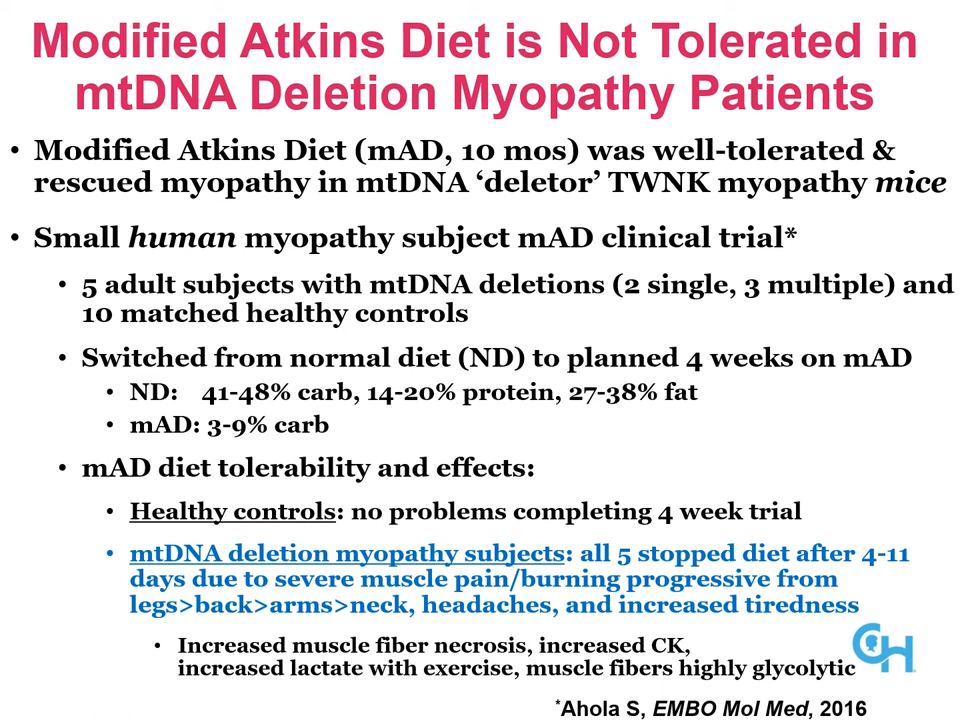 Modified Atkins Diet is Not Tolerated in
mtDNA Deletion Myopathy Patients
• Modified Atkins Diet (mAD, 10 mos) was well-tolerated &
rescued myopathy in mtDNA ‘deletor’ TWNK myopathy mice
• Small human myopathy subject mAD clinical trial*
• 5 adult subjects with mtDNA deletions (2 single, 3 multiple) and
10 matched healthy controls
• Switched from normal diet (ND) to planned 4 weeks on mAD
• ND: 41-48% carb, 14-20% protein, 27-38% fat
• mAD: 3-9% carb
• mAD diet tolerability and effects:
• Healthy controls: no problems completing 4 week trial
• mtDNA deletion myopathy subjects: all 5 stopped diet after 4-11
days due to severe muscle pain/burning progressive from
legs>back>arms>neck, headaches, and increased tiredness
• Increased muscle fiber necrosis, increased CK,
increased lactate with exercise, muscle fibers highly glycolytic
CH
*Ahola S, EMBO Mol Med, 2016